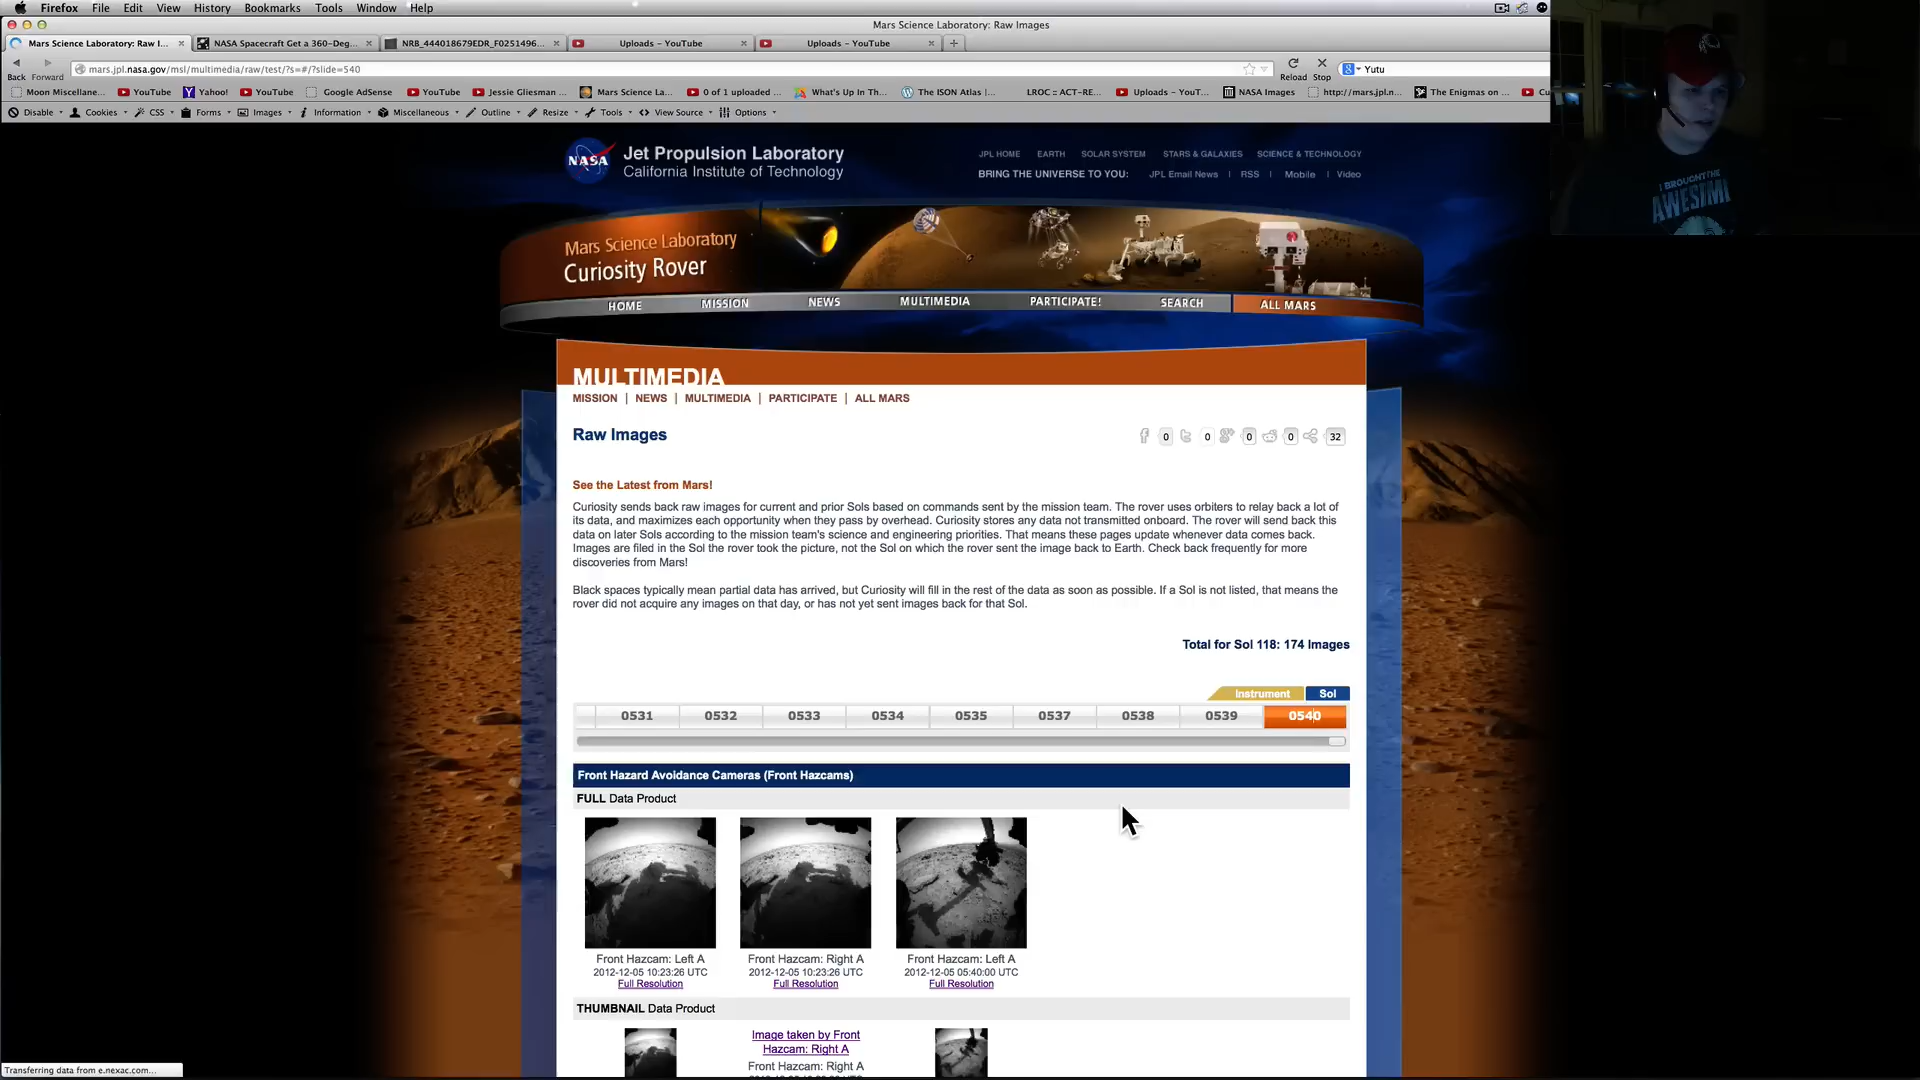 Firefox File Edit View History Bookmarks Tools Window Help
Mars Science Laboratory: Raw Images
Mars Science Laboratory: Raw I... NASA Spacecraft Get a 360-Deg... NRB_444018679EDR_F0251496... Uploads - YouTube Uploads - YouTube
mars.jpl.nasa.gov/msl/multimedia/raw/test/?s=#/?slide=540 Yutu
Back Forward Reload Stop
Moon Miscellane... YouTube Yahoo! YouTube Google AdSense YouTube Jessie Gliesman ... Mars Science La... 0 of 1 uploaded ... What's Up In Th... The ISON Atlas |... LROC :: ACT-RE... Uploads - YouT... NASA Images http://mars.jpl.n... The Enigmas on ...
Disable Cookies CSS Forms Images Information Miscellaneous Outline Resize Tools View Source Options
NASA
Jet Propulsion Laboratory
California Institute of Technology
JPL HOME EARTH SOLAR SYSTEM STARS & GALAXIES SCIENCE & TECHNOLOGY
BRING THE UNIVERSE TO YOU: JPL Email News | RSS | Mobile | Video
I BROUGHT THE
AWESOME
Mars Science Laboratory
Curiosity Rover
HOME MISSION NEWS MULTIMEDIA PARTICIPATE! SEARCH ALL MARS
MULTIMEDIA
MISSION | NEWS | MULTIMEDIA | PARTICIPATE | ALL MARS
Raw Images
0 0 0 0 32
See the Latest from Mars!
Curiosity sends back raw images for current and prior Sols based on commands sent by the mission team. The rover uses orbiters to relay back a lot of
its data, and maximizes each opportunity when they pass by overhead. Curiosity stores any data not transmitted onboard. The rover will send back this
data on later Sols according to the mission team's science and engineering priorities. That means these pages update whenever data comes back.
Images are filed in the Sol the rover took the picture, not the Sol on which the rover sent the image back to Earth. Check back frequently for more
discoveries from Mars!
Black spaces typically mean partial data has arrived, but Curiosity will fill in the rest of the data as soon as possible. If a Sol is not listed, that means the
rover did not acquire any images on that day, or has not yet sent images back for that Sol.
Total for Sol 118: 174 Images
Instrument Sol
0531 0532 0533 0534 0535 0537 0538 0539 0540
Front Hazard Avoidance Cameras (Front Hazcams)
FULL Data Product
Front Hazcam: Left A Front Hazcam: Right A Front Hazcam: Left A
2012-12-05 10:23:26 UTC 2012-12-05 10:23:26 UTC 2012-12-05 05:40:00 UTC
Full Resolution Full Resolution Full Resolution
THUMBNAIL Data Product
Image taken by Front
Hazcam: Right A
Front Hazcam: Right A
Transferring data from e.nexac.com...